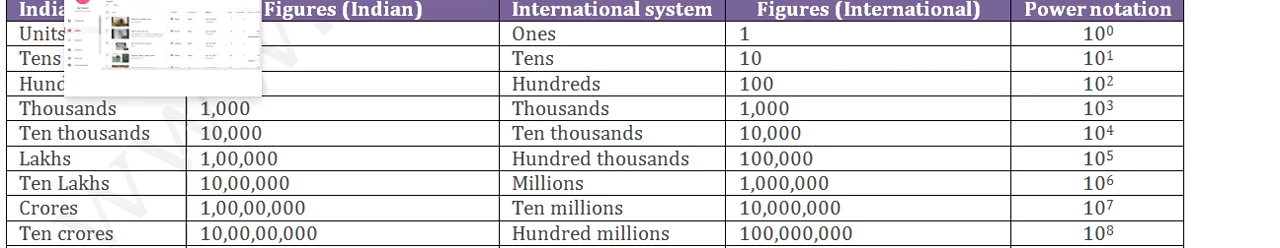 Figures (Indian) International system Figures (International) Power notation
Units Ones 1 10⁰
Tens Tens 10 10¹
Hundreds 100 10²
Thousands 1,000 Thousands 1,000 10³
Ten thousands 10,000 Ten thousands 10,000 10⁴
Lakhs 1,00,000 Hundred thousands 100,000 10⁵
Ten Lakhs 10,00,000 Millions 1,000,000 10⁶
Crores 1,00,00,000 Ten millions 10,000,000 10⁷
Ten crores 10,00,00,000 Hundred millions 100,000,000 10⁸